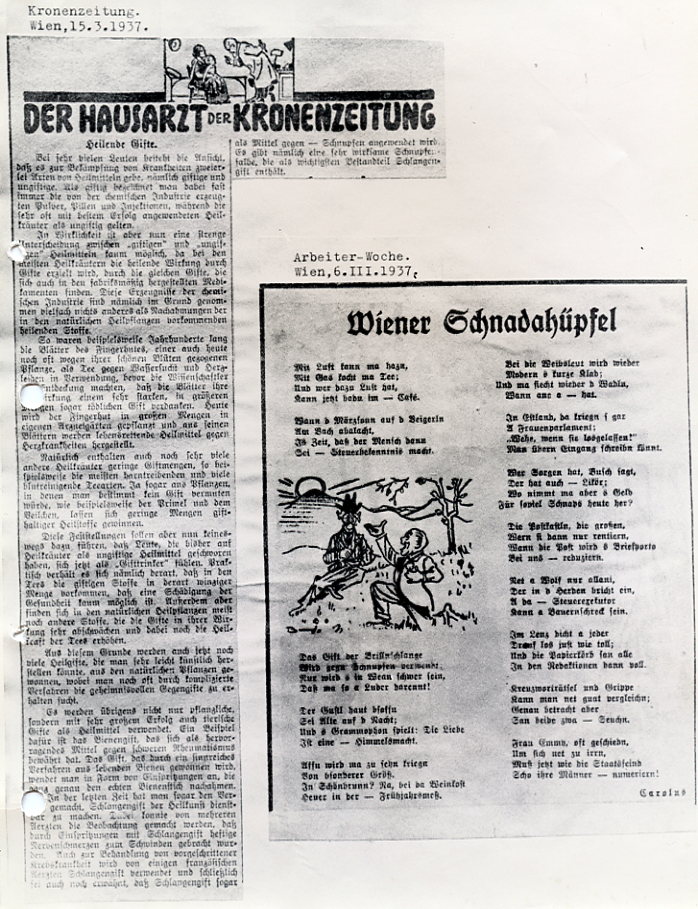 Kronenzeitung.
Wien,15.3.1937.
DER HAUSARZT DER KRONENZEITUNG
Heilende Gifte.
Bei sehr vielen Leuten besteht die Ansicht,
daß es zur Bekämpfung von Krankheiten zweier-
lei Arten von Heilmitteln gebe, nämlich giftige und
ungiftige. Als giftig bezeichnet man dabei fast
immer die von der chemischen Industrie erzeug-
ten Pulver, Pillen und Injektionen, während die
sehr oft mit bestem Erfolg angewendeten Heil-
kräuter als ungiftig gelten.
In Wirklichkeit ist aber nun eine strenge
Unterscheidung zwischen „giftigen" und „ungif-
gen" Heilmitteln kaum möglich, da bei den
meisten Heilkräutern die heilende Wirkung durch
Gifte erzielt wird, durch die gleichen Gifte, die
sich auch in den fabriksmäßig hergestellten Medi-
kamenten finden. Diese Erzeugnisse der chemi-
schen Industrie sind nämlich im Grund genom-
men vielfach nichts anderes als Nachahmungen der
in den natürlichen Heilpflanzen vorkommenden
heilenden Stoffe.
So waren beispielsweise Jahrhunderte lang
die Blätter des Fingerhutes, einer auch heute
noch oft wegen ihrer schönen Blüten gezogenen
Pflanze, als Tee gegen Wassersucht und Herz-
leiden in Verwendung, bevor die Wissenschaftler
Entdeckung machten, daß die Blätter ihre
irkung einem sehr starken, in größeren
Mengen sogar tödlichen Gift verdanken. Heute
wird der Fingerhut in großen Mengen in
eigenen Arzneigärten gepflanzt und aus seinen
Blättern werden lebensrettende Heilmittel gegen
Herzkrankheiten hergestellt.
Natürlich enthalten auch noch sehr viele
andere Heilkräuter geringe Giftmengen, so bei-
spielsweise die meisten harntreibenden und viele
blutreinigende Teearten. Ja sogar aus Pflanzen,
in denen man bestimmt kein Gift vermuten
würde, wie beispielsweise der Primel und dem
Veilchen, lassen sich geringe Mengen gift-
haltiger Heilstoffe gewinnen.
Diese Feststellungen sollen aber nun keines-
wegs dazu führen, daß Leute, die bisher auf
Heilkräuter als ungiftige Heilmittel geschworen
haben, sich jetzt als „Gifttrinker" fühlen. Prak-
tisch verhält es sich nämlich derart, daß in den
Tees die giftigen Stoffe in derart winziger
Menge vorkommen, daß eine Schädigung der
Gesundheit kaum möglich ist. Außerdem aber
finden sich in den natürlichen Heilpflanzen meist
noch andere Stoffe, die die Gifte in ihrer Wir-
kung sehr abschwächen und dabei noch die Heil-
kraft der Tees erhöhen.
Aus diesem Grunde werden auch jetzt noch
viele Heilgifte, die man sehr leicht künstlich her-
stellen könnte, aus den natürlichen Pflanzen ge-
wonnen, wobei man noch oft durch komplizierte
Verfahren die geheimnisvollen Gegengifte zu er-
halten sucht.
Es werden übrigens nicht nur pflanzliche,
sondern mit sehr großem Erfolg auch tierische
Gifte als Heilmittel verwendet. Ein Beispiel
dafür ist das Bienengift, das sich als hervor-
ragendes Mittel gegen schweren Rheumatismus
bewährt hat. Das Gift, das durch ein sinnreiches
Verfahren aus lebenden Bienen gewonnen wird,
wendet man in Form von Einspritzungen an, die
ganz genau den echten Bienenstich nachahmen.
In der letzten Zeit hat man sogar den Ver-
gemacht, Schlangengift der Heilkunst dienst-
bar zu machen. Dabei konnte von mehreren
Aerzten die Beobachtung gemacht werden, daß
durch Einspritzungen mit Schlangengift heftige
Nervenschmerzen zum Schwinden gebracht wur-
den. Auch zur Behandlung von vorgeschrittener
Krebskrankheit wird von einigen französischen
Aerzten Schlangengift verwendet und schließlich
sei auch noch erwähnt, daß Schlangengift sogar
als Mittel gegen — Schnupfen angewendet wird.
Es gibt nämlich eine sehr wirksame Schnupfen-
salbe, die als wichtigsten Bestandteil Schlangen-
gift enthält.
Arbeiter-Woche.
Wien,6.III.1937.
Wiener Schnadahüpfel
Mit Luft kann ma hazn,
Mit Gas kocht ma Tee;
Und wer dazu Luft hat,
Kann jetzt badn im — Café.
Wann d Märzsunn auf d Beigerln
Am Bach abalacht,
Is Zeit, daß der Mensch dann
Sei — Steuerbekenntnis macht.
Das Gift der Brillnschlange
Wird gegn Schnupfen verwendt.
Nur wird s in Wean schwer sein,
Daß ma so a Luder darennt!
Der Gustl haut bloßn
Sei Alte auf d Nacht;
Und s Grammophon spielt: Die Liebe
Ist eine — Himmelsmacht.
Affn wird ma zu sehn kriegn
Von bsonderer Größ.
In Schönbrunn? Na, bei da Weinkost
Heuer in der — Frühjahrsmeß.
Bei die Weibsleut wird wieder
Modern s kurze Klad;
Und ma siecht wieder d Wadln,
Wann ane a — hat.
In Estland, da kriegn s gar
A Frauenparlament;
„Wehe, wenn sie losgelassen!"
Man übern Eingang schreibn kunnt.
Wer Sorgen hat, Busch sagt,
Der hat auch — Likör;
Wo nimmt ma aber s Geld
Für soviel Schnaps heute her?
Die Postkastln, die großen,
Wern si dann nur rentiern,
Wann die Post wird s Briefporto
Bei uns — reduziern.
Net a Wolf nur allani,
Der in d Herden bricht ein,
A da — Steuerexekutor
Kann a Bauernschreck sein.
Im Lenz dicht a jeder
Drauf los just wie toll;
Und die Papierkörb san alle
In den Redaktionen dann voll.
Kreuzworträtsel und Grippe
Kann man net guat vergleichn;
Genau betracht aber
San beide zwa — Seuchn.
Frau Emmy, oft geschiedn,
Um sich net zu irrn,
Muß jetzt wie die Staatsfeind
Scho ihre Männer — numeriern!
Carolus